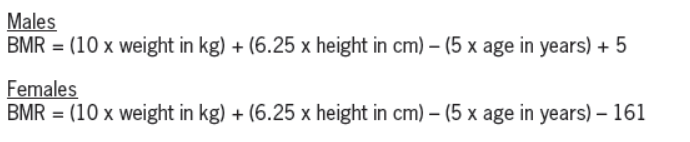 Males
BMR = (10 x weight in kg) + (6.25 x height in cm) – (5 x age in years) + 5
Females
BMR = (10 x weight in kg) + (6.25 x height in cm) – (5 x age in years) – 161